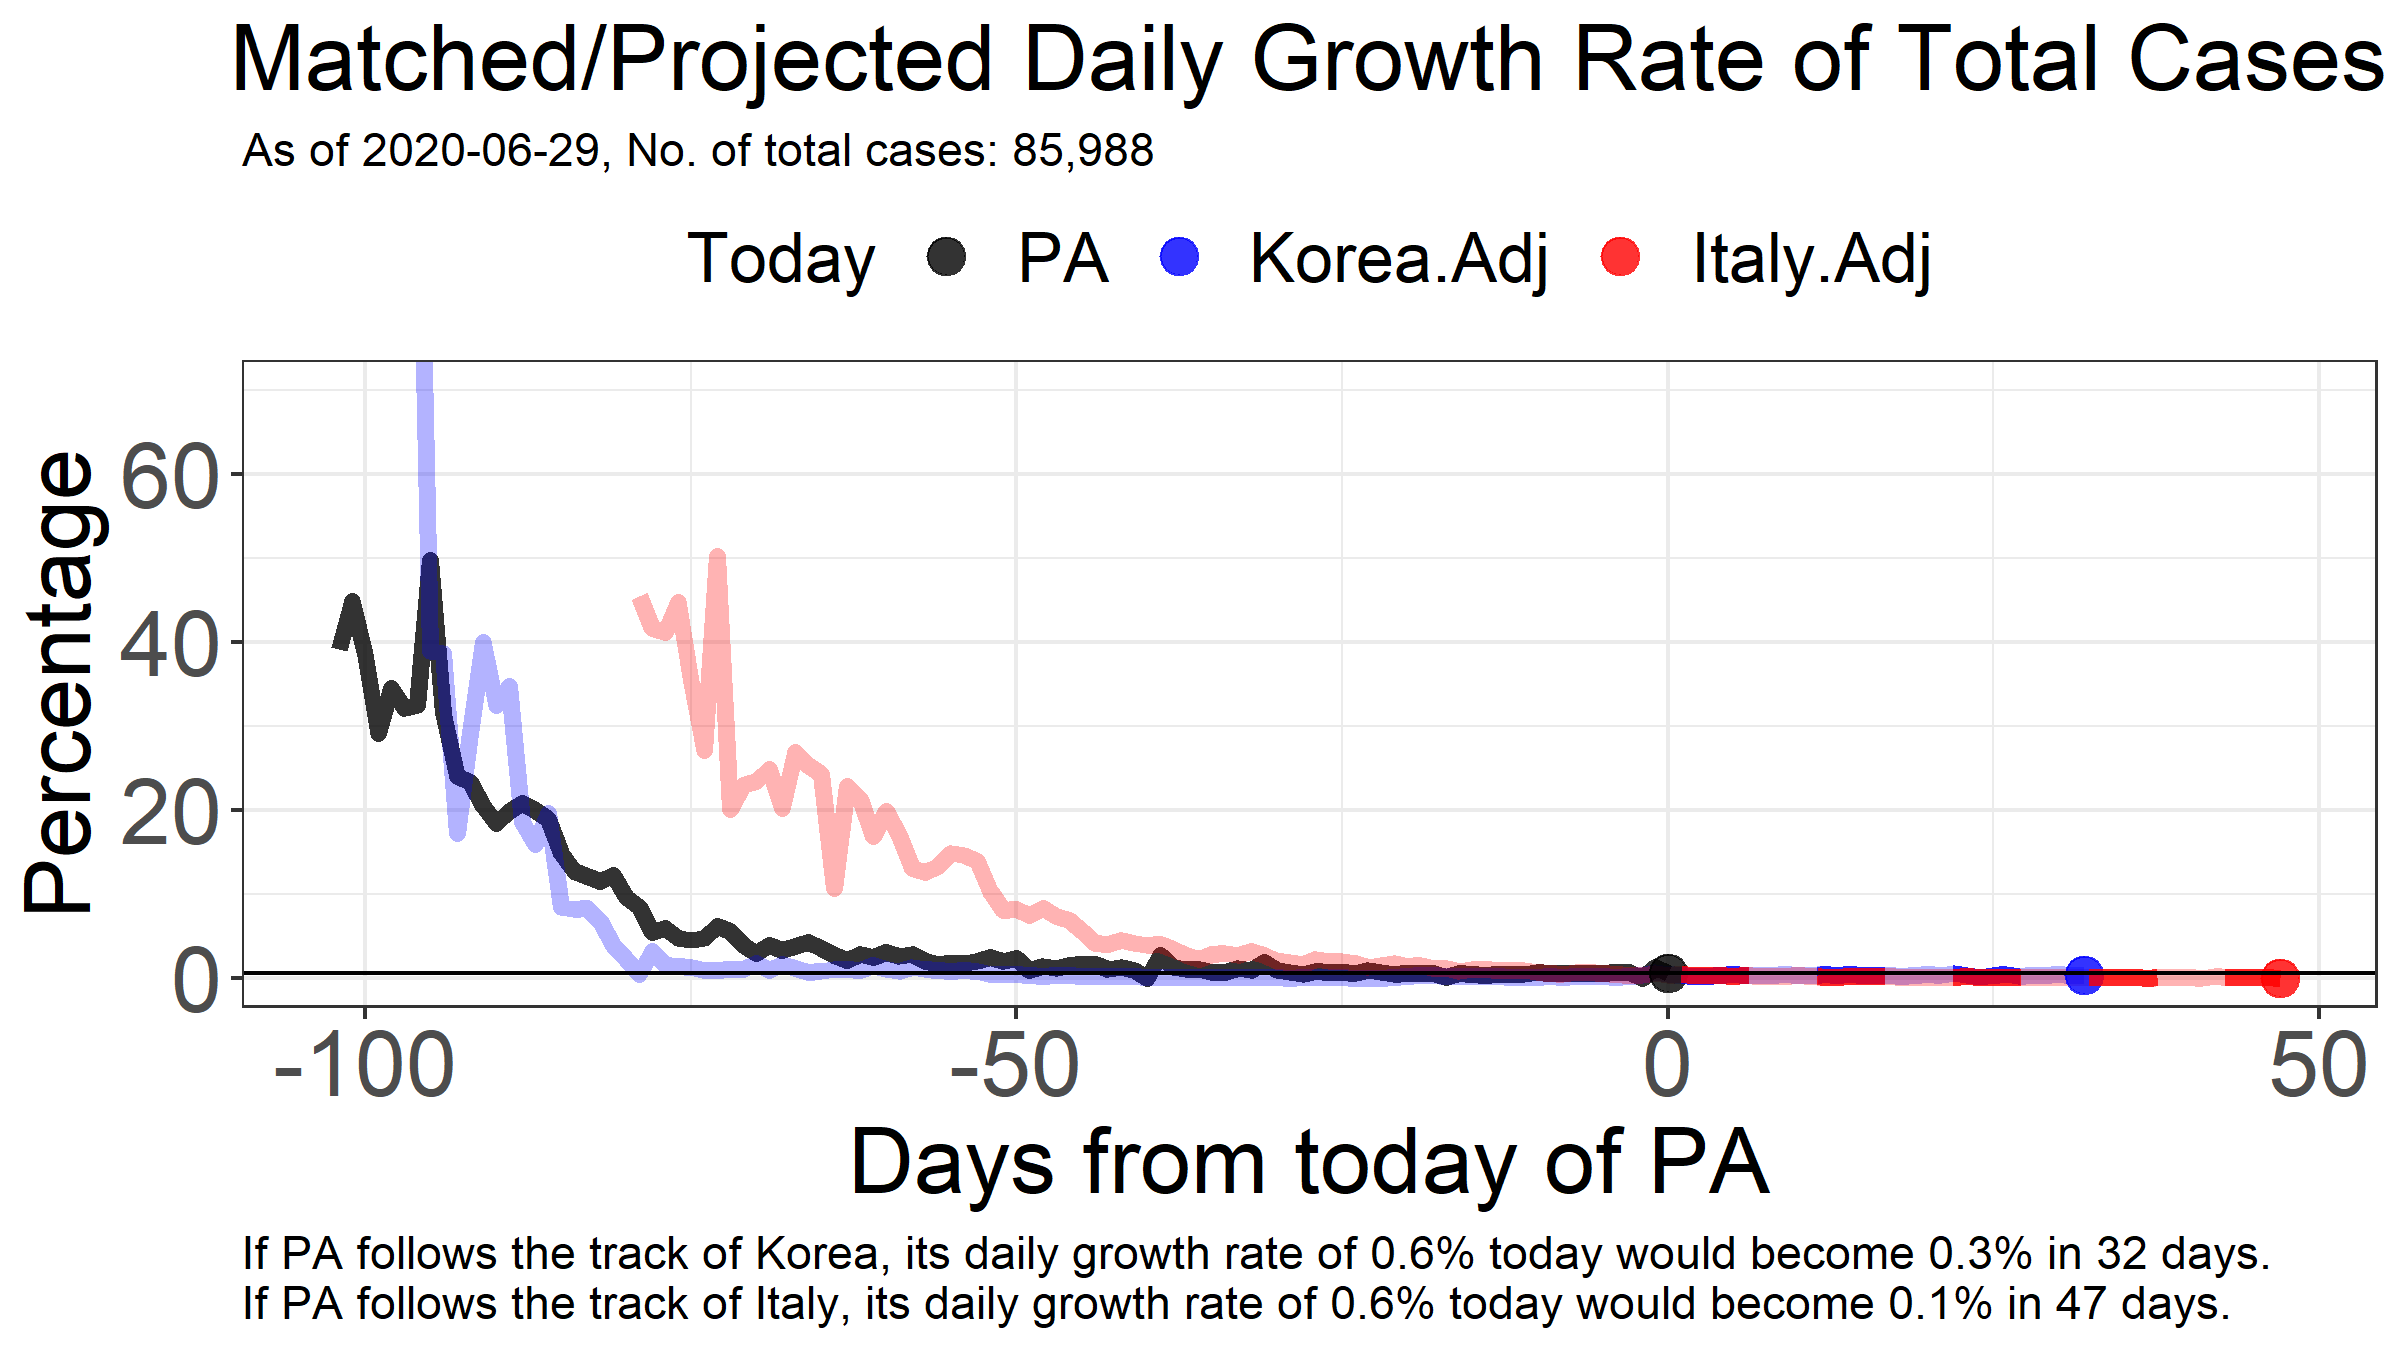 Matched/Projected Daily Growth Rate of Total Cases
As of 2020-06-29, No. of total cases: 85,988
Today PA Korea.Adj Italy.Adj
Percentage
60
40
20
0
-100 -50 0 50
Days from today of PA
If PA follows the track of Korea, its daily growth rate of 0.6% today would become 0.3% in 32 days.
If PA follows the track of Italy, its daily growth rate of 0.6% today would become 0.1% in 47 days.